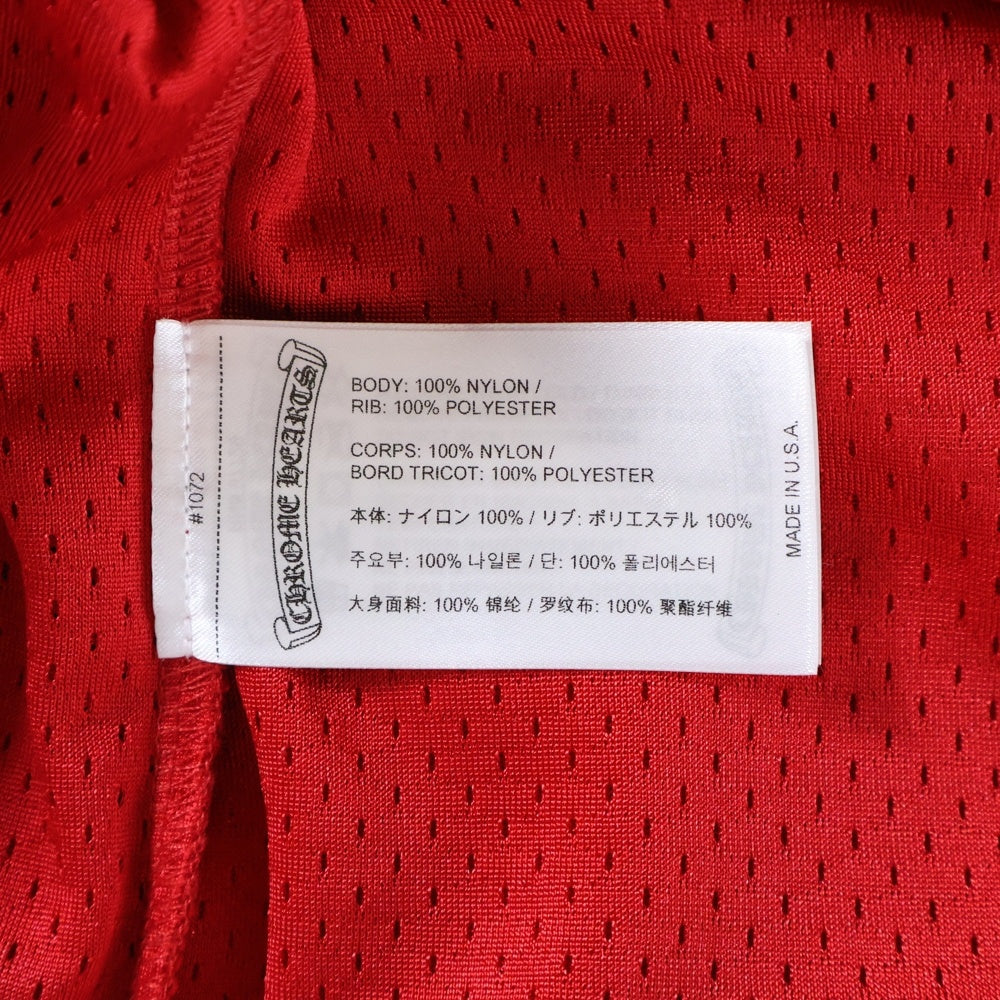 #1072
CHROME HEARTS
BODY: 100% NYLON /
RIB: 100% POLYESTER
CORPS: 100% NYLON /
BORD TRICOT: 100% POLYESTER
本体: ナイロン 100% / リブ: ポリエステル 100%
주요부: 100% 나일론 / 단: 100% 폴리에스터
大身面料: 100% 锦纶 / 罗纹布: 100% 聚酯纤维
MADE IN U.S.A.